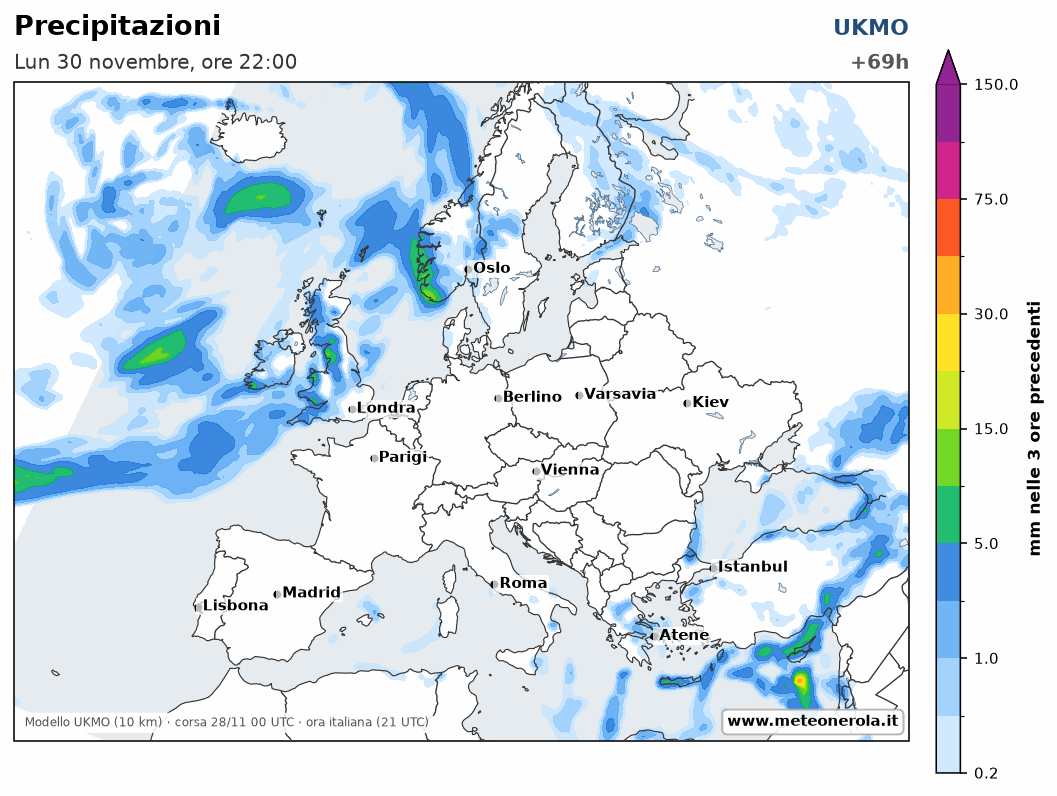 Precipitazioni
UKMO
Lun 30 novembre, ore 22:00
+69h
150.0
75.0
30.0
15.0
5.0
1.0
0.2
mm nelle 3 ore precedenti
Oslo
Londra
Berlino
Varsavia
Kiev
Parigi
Vienna
Istanbul
Roma
Madrid
Lisbona
Atene
Modello UKMO (10 km) · corsa 28/11 00 UTC · ora italiana (21 UTC)
www.meteonerola.it